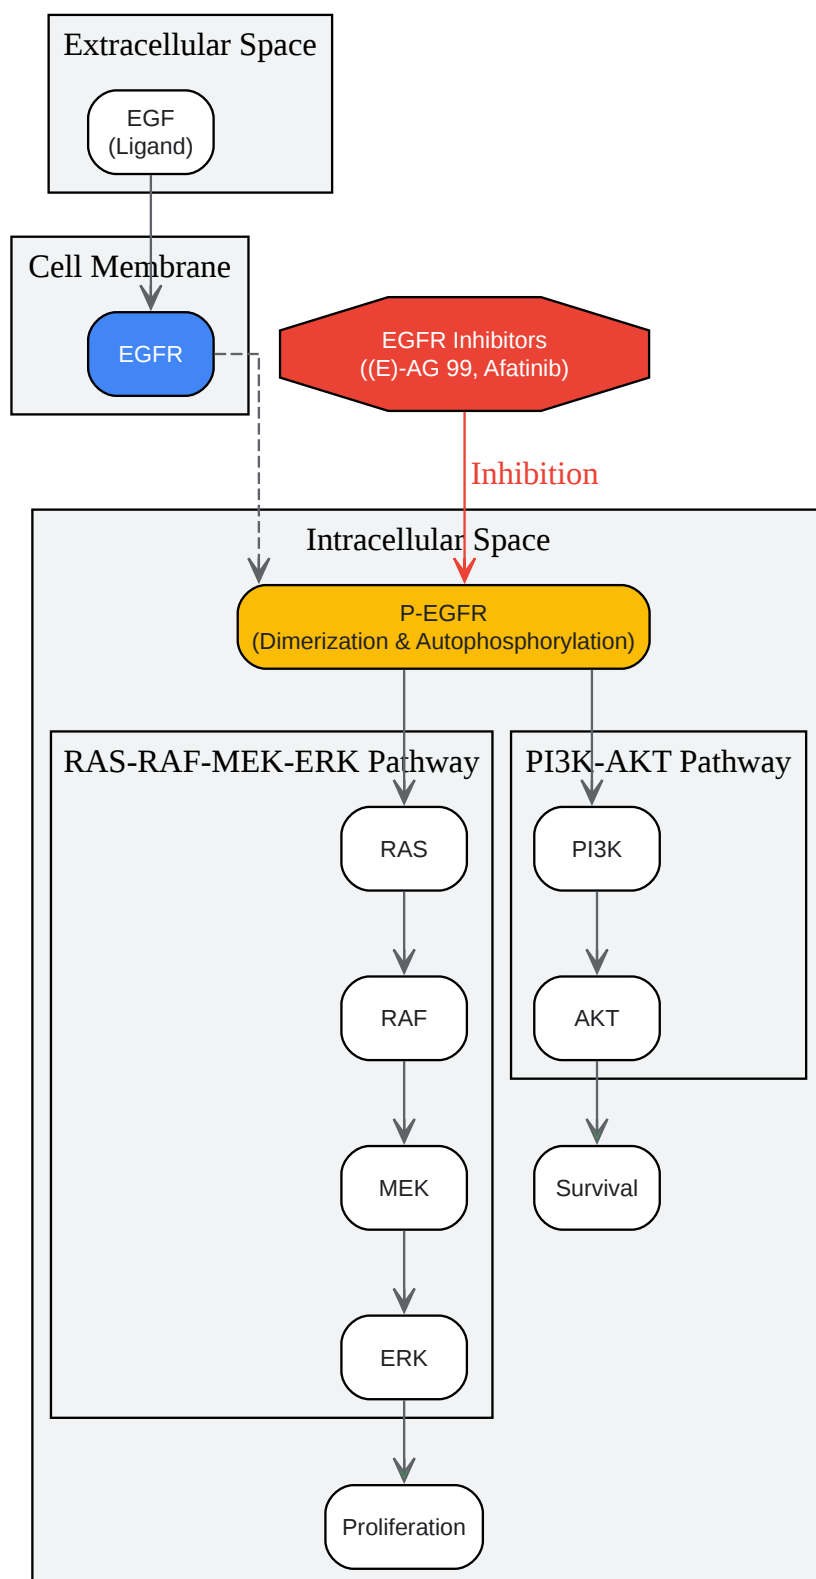 Extracellular Space
EGF
(Ligand)
Cell Membrane
EGFR
EGFR Inhibitors
((E)-AG 99, Afatinib)
Inhibition
Intracellular Space
P-EGFR
(Dimerization & Autophosphorylation)
RAS-RAF-MEK-ERK Pathway
PI3K-AKT Pathway
RAS
PI3K
RAF
AKT
MEK
Survival
ERK
Proliferation